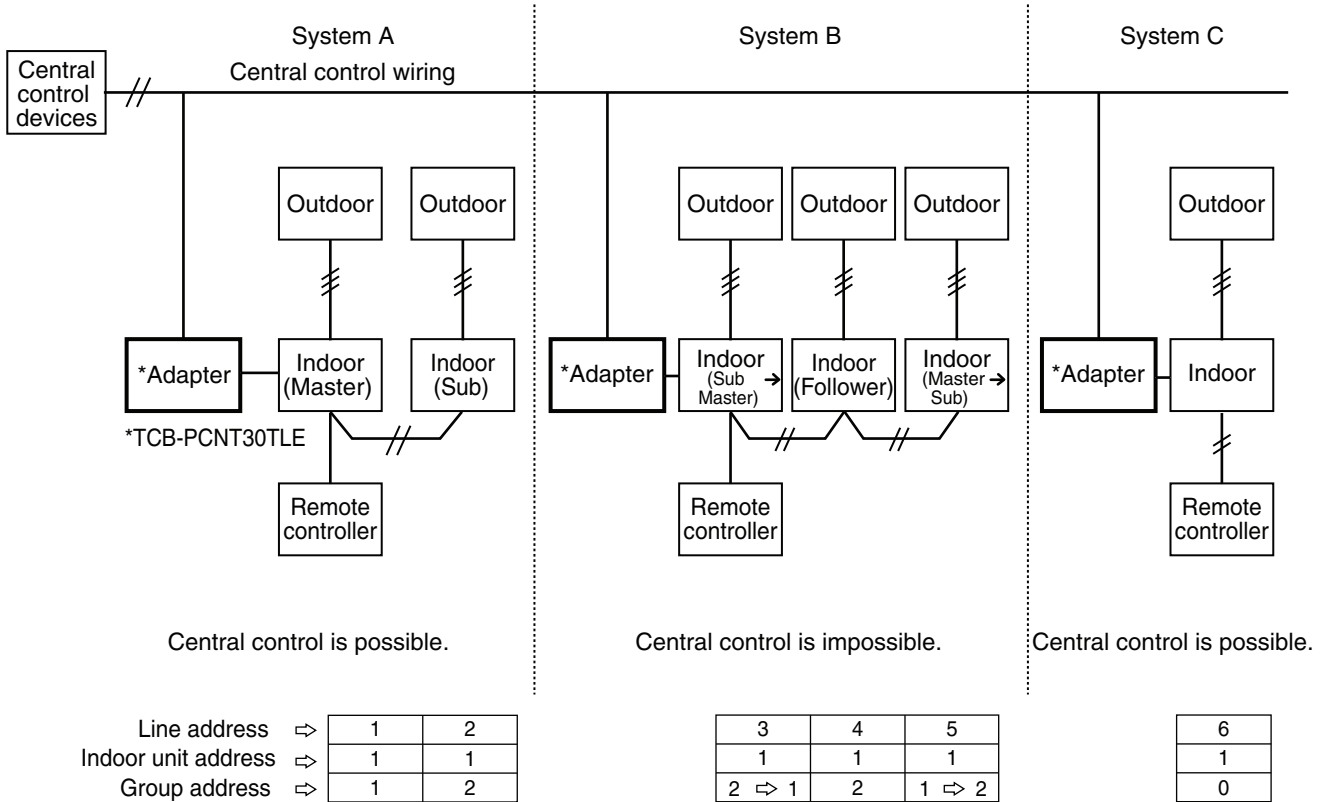 System A
System B
System C
Central
control
devices
Central control wiring
Outdoor
Outdoor
Outdoor
Outdoor
Outdoor
Outdoor
*Adapter
Indoor
(Master)
Indoor
(Sub)
*Adapter
Indoor
(Sub →
Master)
Indoor
(Follower)
Indoor
(Master →
Sub)
*Adapter
Indoor
*TCB-PCNT30TLE
Remote
controller
Remote
controller
Remote
controller
Central control is possible.
Central control is impossible.
Central control is possible.
Line address ⇨ 1 2 3 4 5 6
Indoor unit address ⇨ 1 1 1 1 1 1
Group address ⇨ 1 2 2 ⇨ 1 2 1 ⇨ 2 0